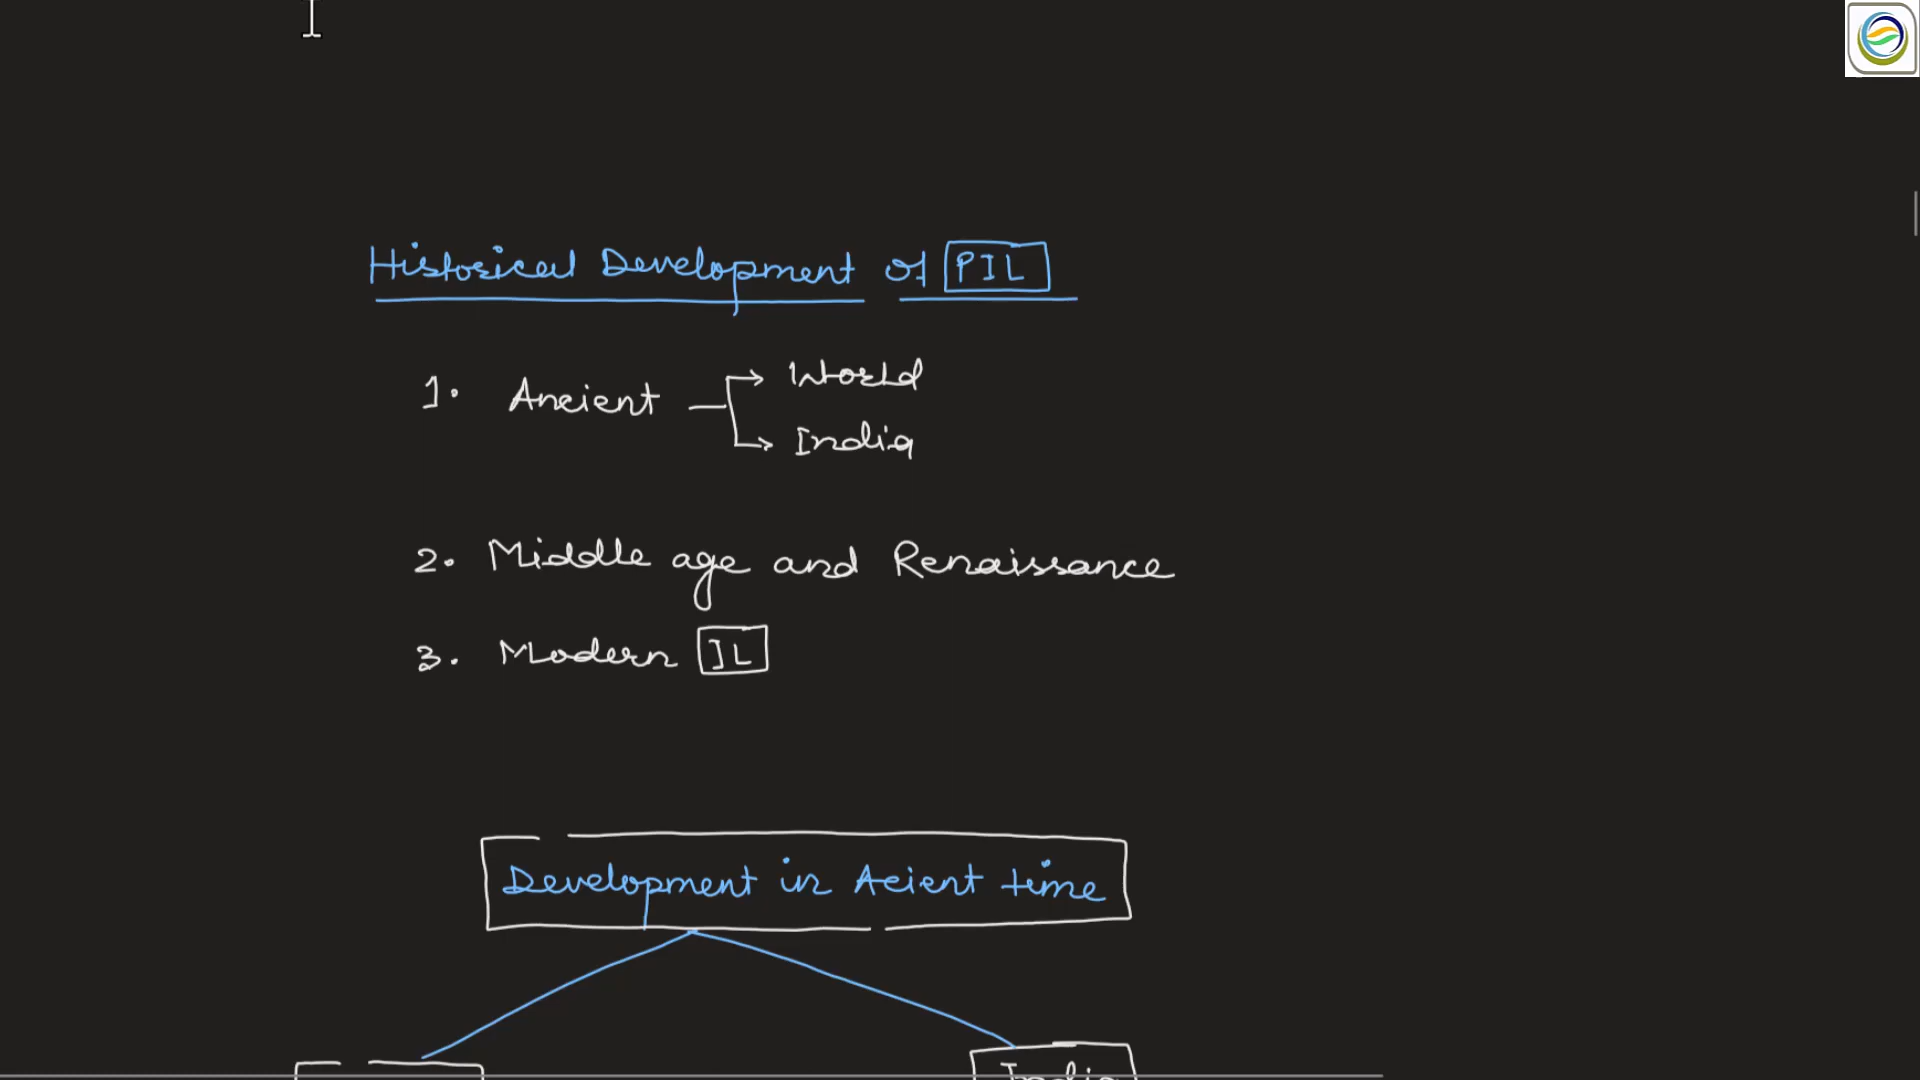 Historical Development of PIL
1. Ancient → World
→ India
2. Middle age and Renaissance
3. Modern IL
Development in Acient time
India